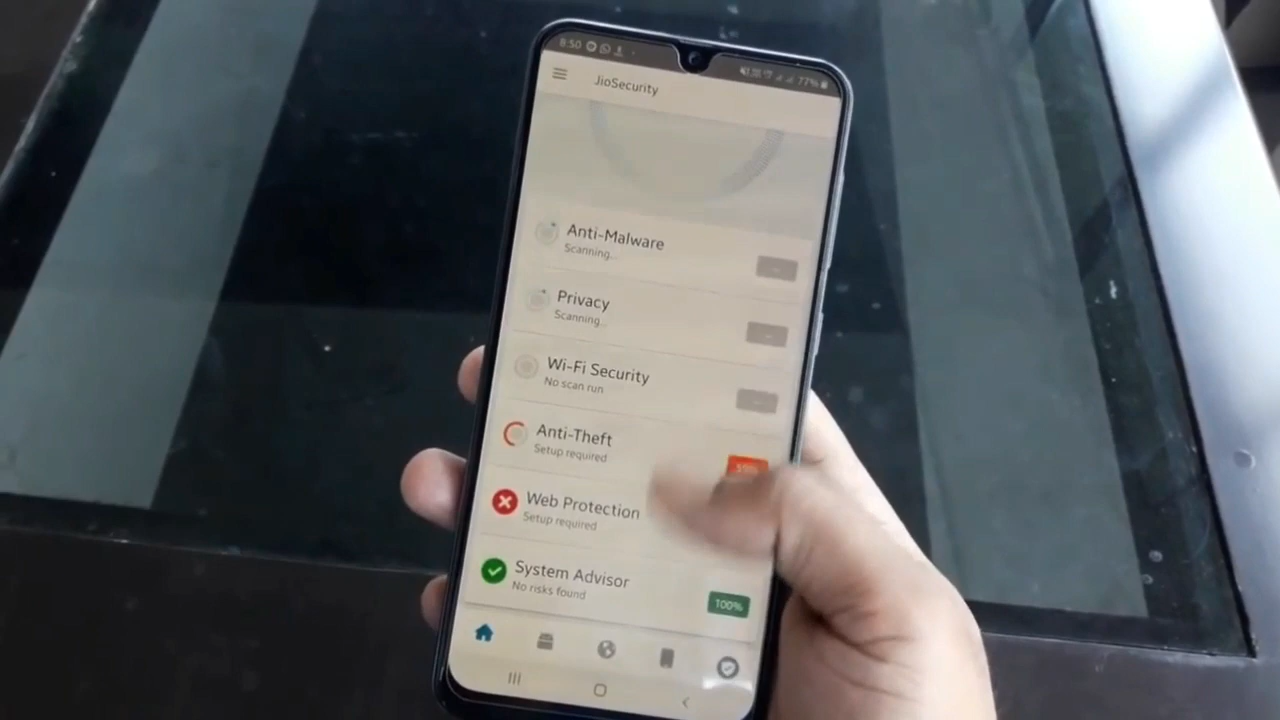 8:50
77%
JioSecurity
Anti-Malware
Scanning..
Privacy
Scanning
Wi-Fi Security
No scan run
Anti-Theft
Setup required
Web Protection
Setup required
System Advisor
No risks found
100%